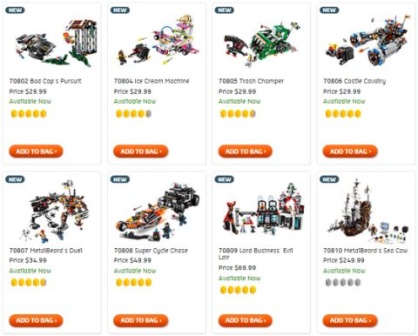 NEW
NEW
NEW
NEW
70802 Bad Cop's Pursuit
Price $29.99
Available Now
ADD TO BAG ›
70804 Ice Cream Machine
Price $29.99
Available Now
ADD TO BAG ›
70805 Trash Chomper
Price $29.99
Available Now
ADD TO BAG ›
70806 Castle Cavalry
Price $29.99
Available Now
ADD TO BAG ›
NEW
NEW
NEW
NEW
70807 MetalBeard's Duel
Price $34.99
Available Now
ADD TO BAG ›
70808 Super Cycle Chase
Price $49.99
Available Now
ADD TO BAG ›
70809 Lord Business' Evil
Lair
Price $69.99
Available Now
ADD TO BAG ›
70810 MetalBeard's Sea Cow
Price $249.99
Available Now
ADD TO BAG ›